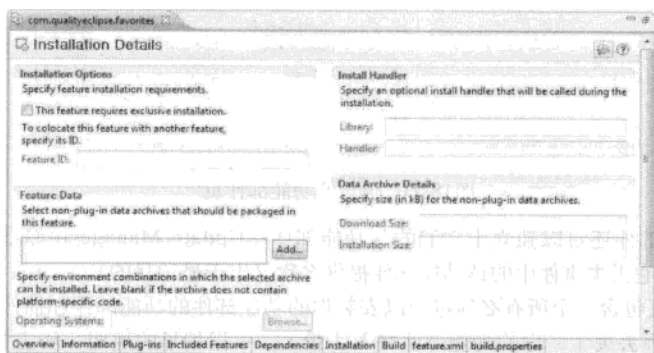 com.qualityeclipse.favorites
Installation Details
Installation Options
Specify feature installation requirements.
This feature requires exclusive installation.
To colocate this feature with another feature,
specify its ID.
Feature ID:
Feature Data
Select non-plug-in data archives that should be packaged in
this feature.
Add...
Specify environment combinations in which the selected archive
can be installed. Leave blank if the archive does not contain
platform-specific code.
Operating Systems:
Browse...
Install Handler
Specify an optional install handler that will be called during the
installation.
Library:
Handler:
Data Archive Details
Specify size (in kB) for the non-plug-in data archives.
Download Size:
Installation Size:
Overview Information Plug-ins Included Features Dependencies Installation Build feature.xml build.properties